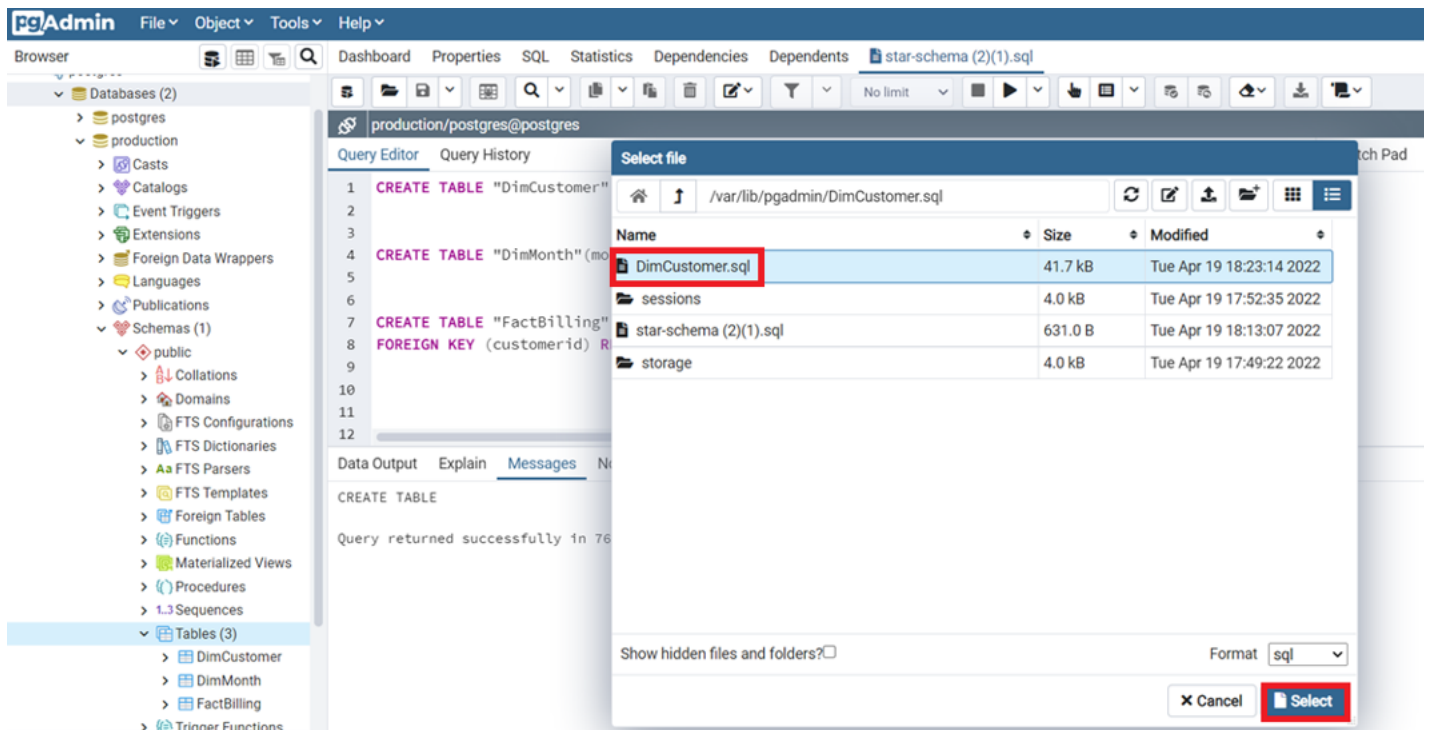 pgAdmin File Object Tools Help
Browser
Dashboard Properties SQL Statistics Dependencies Dependents star-schema (2)(1).sql
Databases (2)
postgres
production
Casts
Catalogs
Event Triggers
Extensions
Foreign Data Wrappers
Languages
Publications
Schemas (1)
public
Collations
Domains
FTS Configurations
FTS Dictionaries
Aa FTS Parsers
FTS Templates
Foreign Tables
Functions
Materialized Views
Procedures
1..3 Sequences
Tables (3)
DimCustomer
DimMonth
FactBilling
Trigger Functions
No limit
production/postgres@postgres
Query Editor Query History
tch Pad
1 CREATE TABLE "DimCustomer"
2
3
4 CREATE TABLE "DimMonth"(mo
5
6
7 CREATE TABLE "FactBilling"
8 FOREIGN KEY (customerid) R
9
10
11
12
Data Output Explain Messages No
CREATE TABLE
Query returned successfully in 76
Select file
/var/lib/pgadmin/DimCustomer.sql
Name Size Modified
DimCustomer.sql 41.7 kB Tue Apr 19 18:23:14 2022
sessions 4.0 kB Tue Apr 19 17:52:35 2022
star-schema (2)(1).sql 631.0 B Tue Apr 19 18:13:07 2022
storage 4.0 kB Tue Apr 19 17:49:22 2022
Show hidden files and folders?
Format sql
Cancel Select